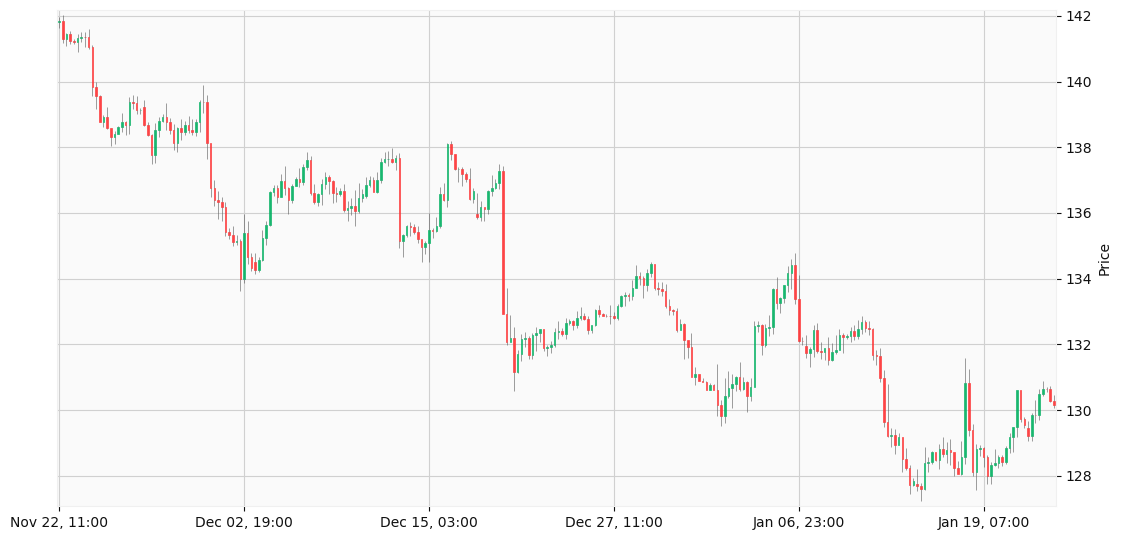 142
140
138
136
134
132
130
128
Price
Nov 22, 11:00
Dec 02, 19:00
Dec 15, 03:00
Dec 27, 11:00
Jan 06, 23:00
Jan 19, 07:00